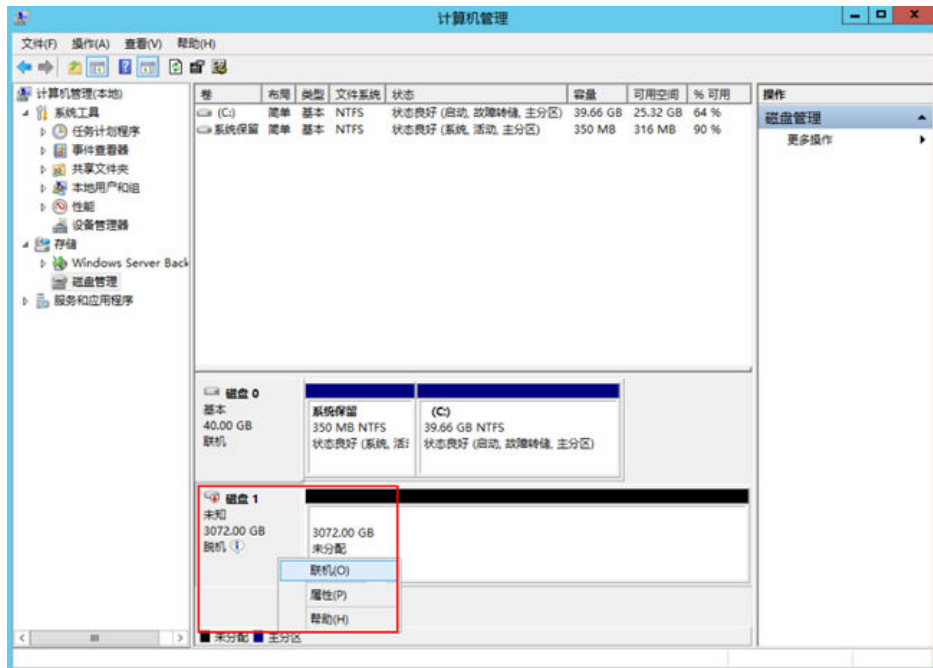 计算机管理
文件(F) 操作(A) 查看(V) 帮助(H)
计算机管理(本地)
系统工具
任务计划程序
事件查看器
共享文件夹
本地用户和组
性能
设备管理器
存储
Windows Server Back
磁盘管理
服务和应用程序
卷 布局 类型 文件系统 状态 容量 可用空间 % 可用
(C:) 简单 基本 NTFS 状态良好 (启动, 故障转储, 主分区) 39.66 GB 25.32 GB 64 %
系统保留 简单 基本 NTFS 状态良好 (系统, 活动, 主分区) 350 MB 316 MB 90 %
操作
磁盘管理
更多操作
磁盘 0
基本
40.00 GB
联机
系统保留
350 MB NTFS
状态良好 (系统, 活!
(C:)
39.66 GB NTFS
状态良好 (启动, 故障转储, 主分区)
磁盘 1
未知
3072.00 GB
脱机
3072.00 GB
未分配
联机(O)
属性(P)
帮助(H)
未分配 主分区